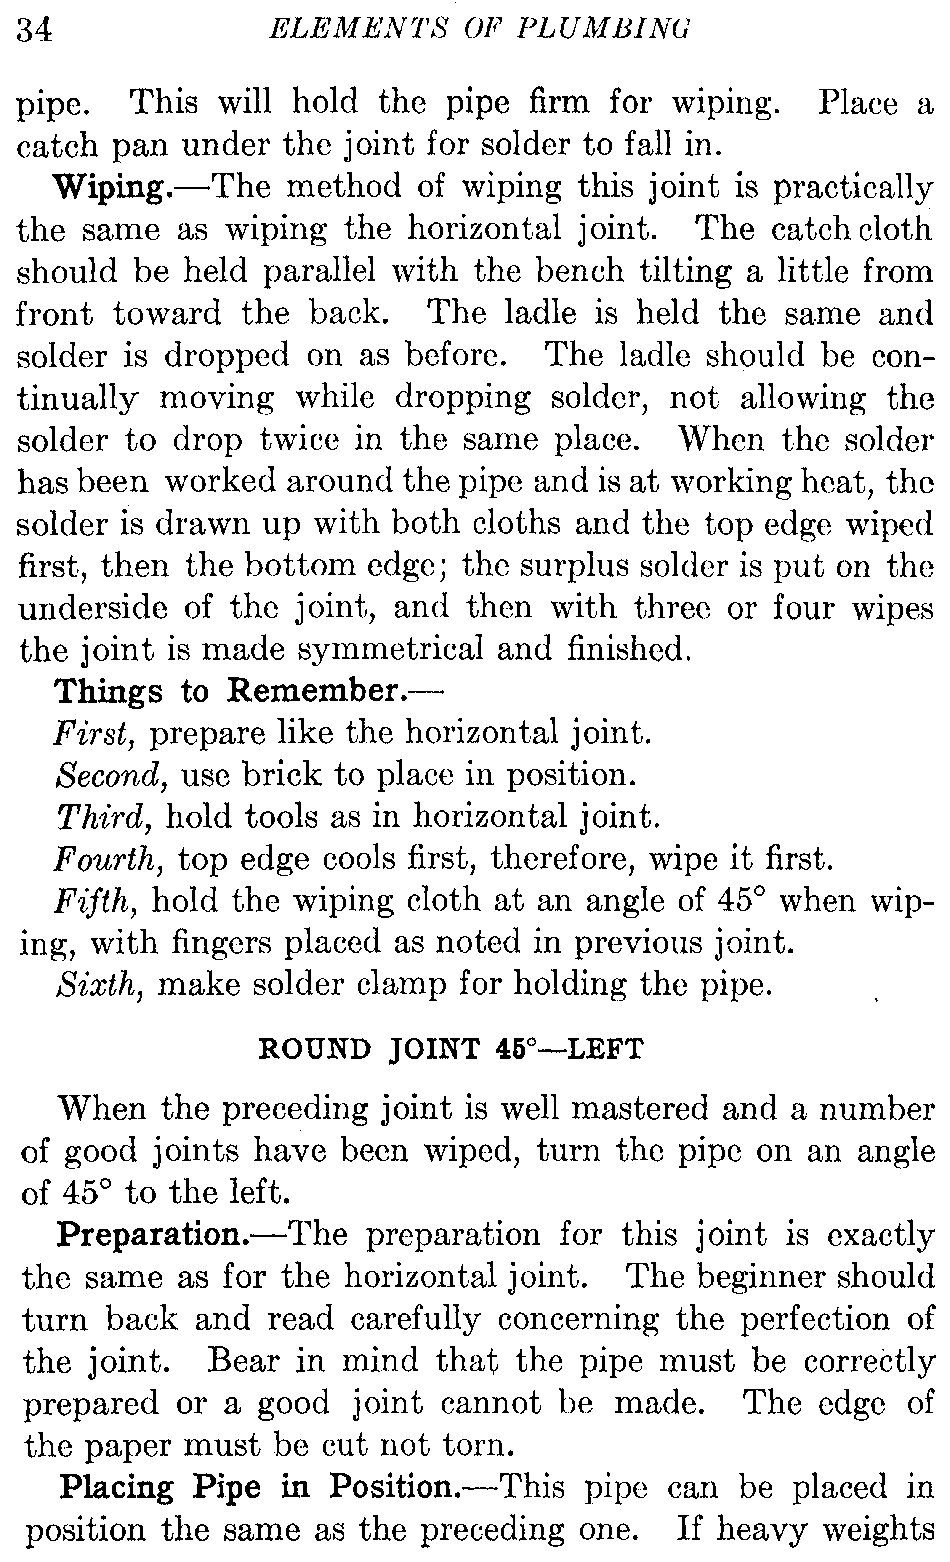 34 ELEMENTS OF PLUMBING
pipe. This will hold the pipe firm for wiping. Place a
catch pan under the joint for solder to fall in.
Wiping.—The method of wiping this joint is practically
the same as wiping the horizontal joint. The catch cloth
should be held parallel with the bench tilting a little from
front toward the back. The ladle is held the same and
solder is dropped on as before. The ladle should be con-
tinually moving while dropping solder, not allowing the
solder to drop twice in the same place. When the solder
has been worked around the pipe and is at working heat, the
solder is drawn up with both cloths and the top edge wiped
first, then the bottom edge; the surplus solder is put on the
underside of the joint, and then with three or four wipes
the joint is made symmetrical and finished.
Things to Remember.—
First, prepare like the horizontal joint.
Second, use brick to place in position.
Third, hold tools as in horizontal joint.
Fourth, top edge cools first, therefore, wipe it first.
Fifth, hold the wiping cloth at an angle of 45° when wip-
ing, with fingers placed as noted in previous joint.
Sixth, make solder clamp for holding the pipe.
ROUND JOINT 45°—LEFT
When the preceding joint is well mastered and a number
of good joints have been wiped, turn the pipe on an angle
of 45° to the left.
Preparation.—The preparation for this joint is exactly
the same as for the horizontal joint. The beginner should
turn back and read carefully concerning the perfection of
the joint. Bear in mind that the pipe must be correctly
prepared or a good joint cannot be made. The edge of
the paper must be cut not torn.
Placing Pipe in Position.—This pipe can be placed in
position the same as the preceding one. If heavy weights